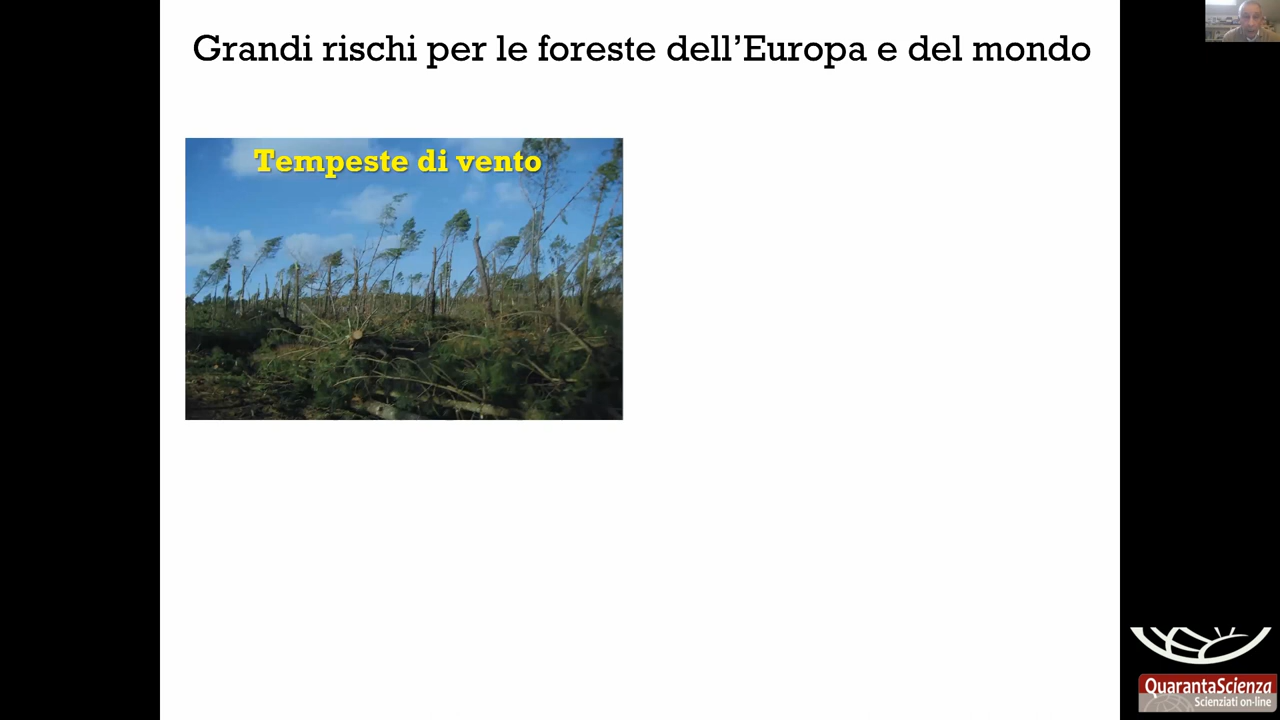 Grandi rischi per le foreste dell’Europa e del mondo
Tempeste di vento
QuarantaScienza
Scienziati on-line